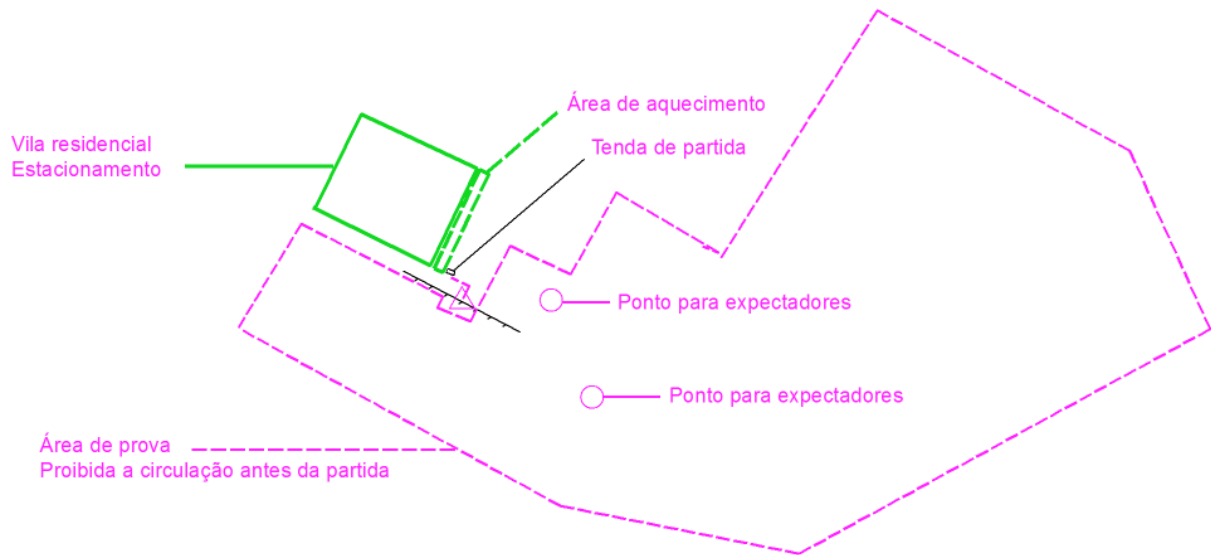 Área de aquecimento
Vila residencial
Estacionamento
Tenda de partida
Ponto para expectadores
Ponto para expectadores
Área de prova
Proibida a circulação antes da partida